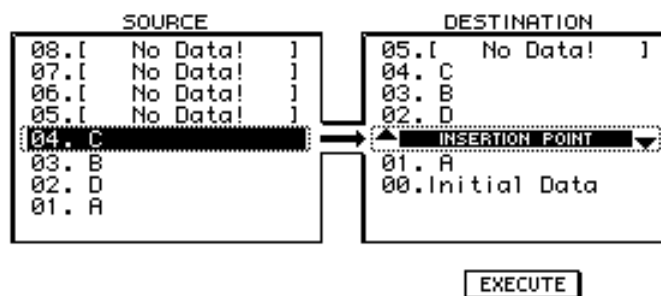 SOURCE
08.[ No Data! ]
07.[ No Data! ]
06.[ No Data! ]
05.[ No Data! ]
04. C
03. B
02. D
01. A
DESTINATION
05.[ No Data! ]
04. C
03. B
02. D
INSERTION POINT
01. A
00.Initial Data
EXECUTE